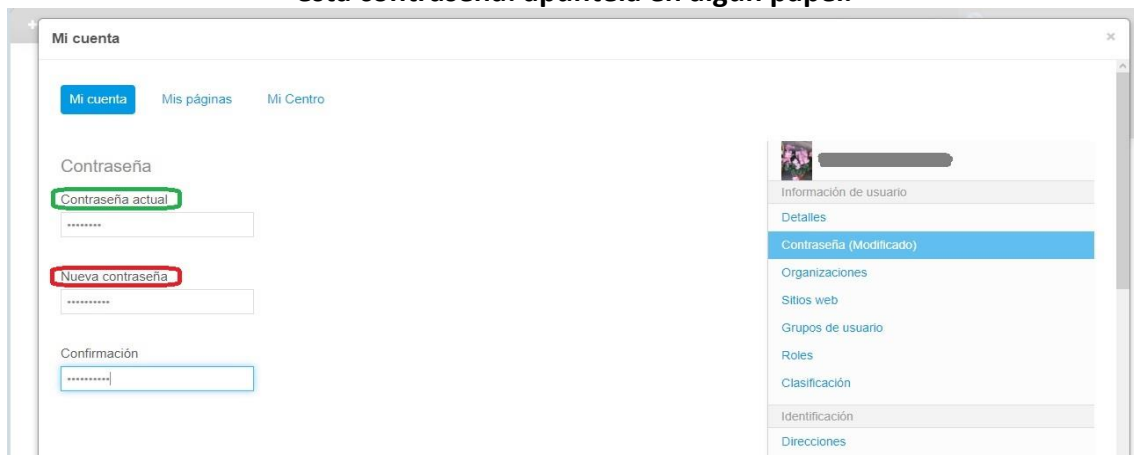 esta contraseña: apúntela en algún papel.
Mi cuenta ×
Mi cuenta Mis páginas Mi Centro
Contraseña
Contraseña actual
••••••••
Nueva contraseña
••••••••••
Confirmación
••••••••••
Información de usuario
Detalles
Contraseña (Modificado)
Organizaciones
Sitios web
Grupos de usuario
Roles
Clasificación
Identificación
Direcciones